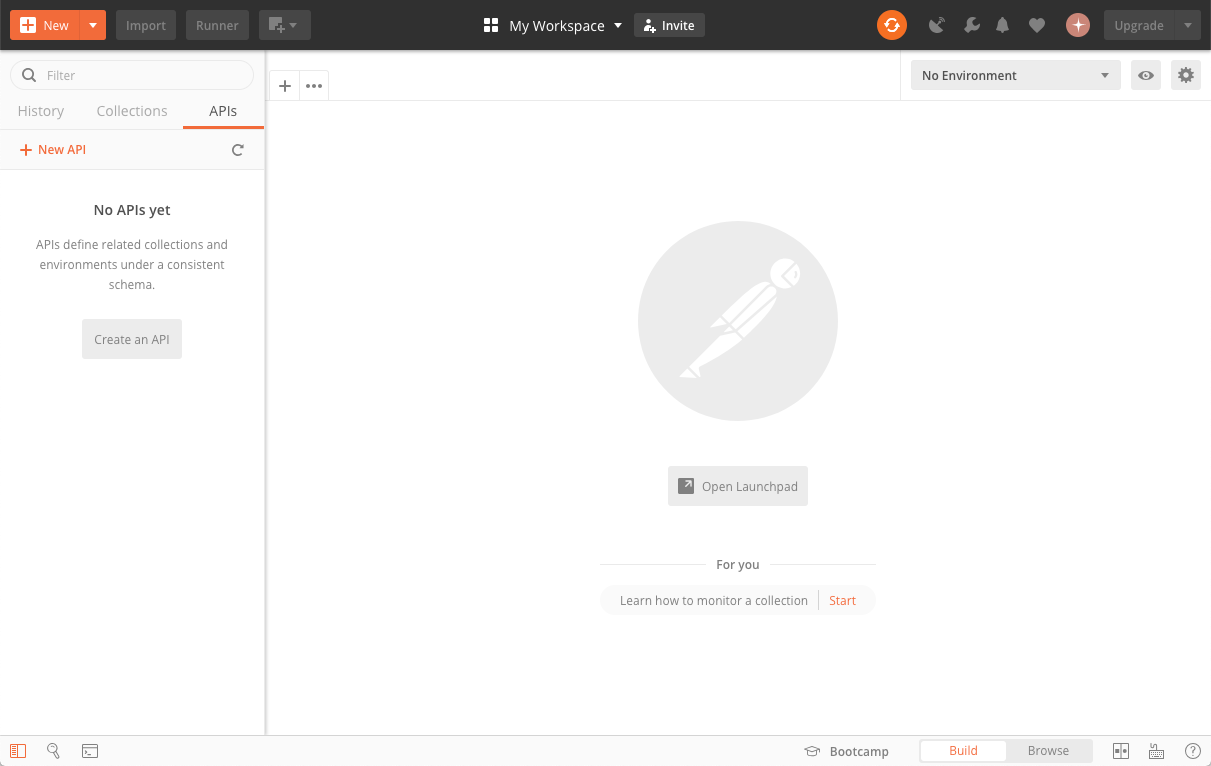 New
Import
Runner
My Workspace
Invite
Upgrade
Filter
No Environment
History
Collections
APIs
New API
No APIs yet
APIs define related collections and
environments under a consistent
schema.
Create an API
Open Launchpad
For you
Learn how to monitor a collection
Start
Bootcamp
Build
Browse